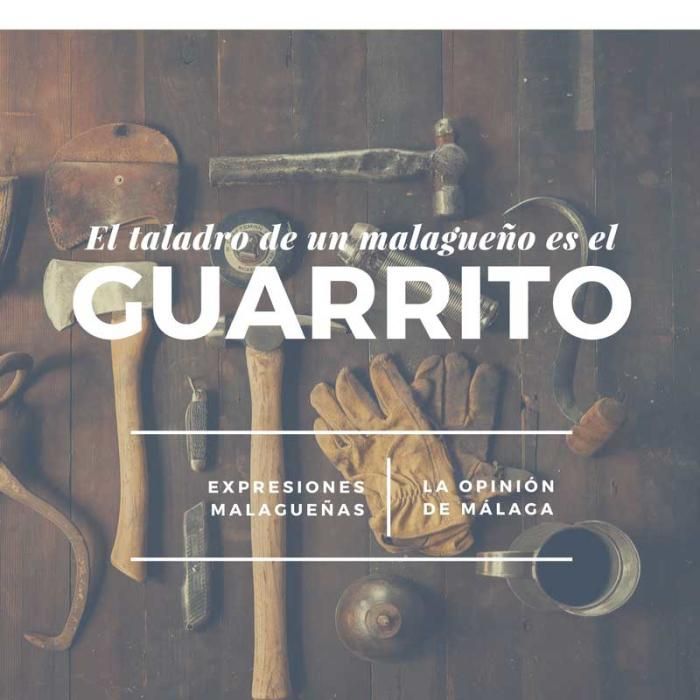 El taladro de un malagueño es el
GUARRITO
EXPRESIONES
MALAGUEÑAS
LA OPINIÓN
DE MÁLAGA